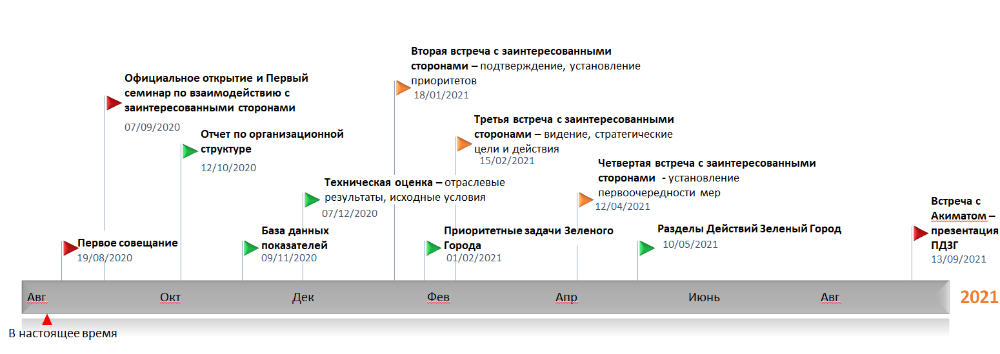 Вторая встреча с заинтересованными
сторонами – подтверждение, установление
приоритетов
18/01/2021
Официальное открытие и Первый
семинар по взаимодействию с
заинтересованными сторонами
07/09/2020
Третья встреча с заинтересованными
сторонами – видение, стратегические
цели и действия
15/02/2021
Отчет по организационной
структуре
12/10/2020
Четвертая встреча с заинтересованными
сторонами - установление
первоочередности мер
12/04/2021
Техническая оценка – отраслевые
результаты, исходные условия
07/12/2020
Встреча с
Акиматом –
презентация
ПДЗГ
13/09/2021
Первое совещание
19/08/2020
База данных
показателей
09/11/2020
Приоритетные задачи Зеленого
Города
01/02/2021
Разделы Действий Зеленый Город
10/05/2021
Авг Окт Дек Фев Апр Июнь Авг 2021
В настоящее время